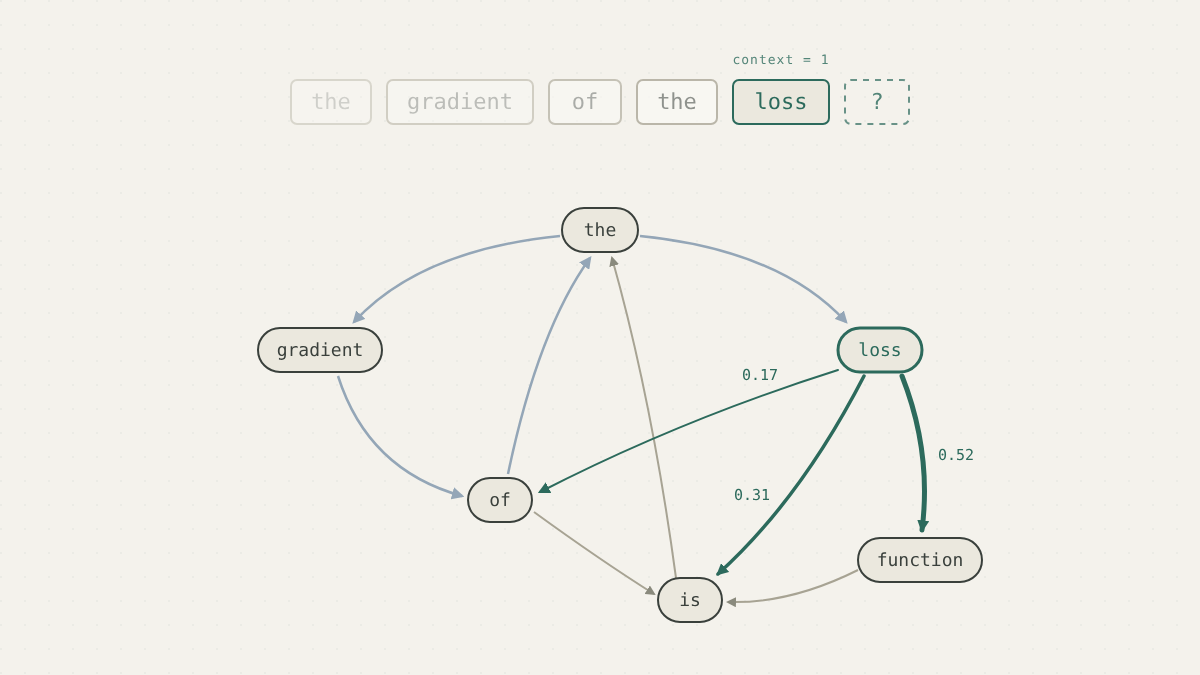 context = 1
the gradient of the loss ?
the
gradient
loss
0.17
0.52
0.31
of
function
is